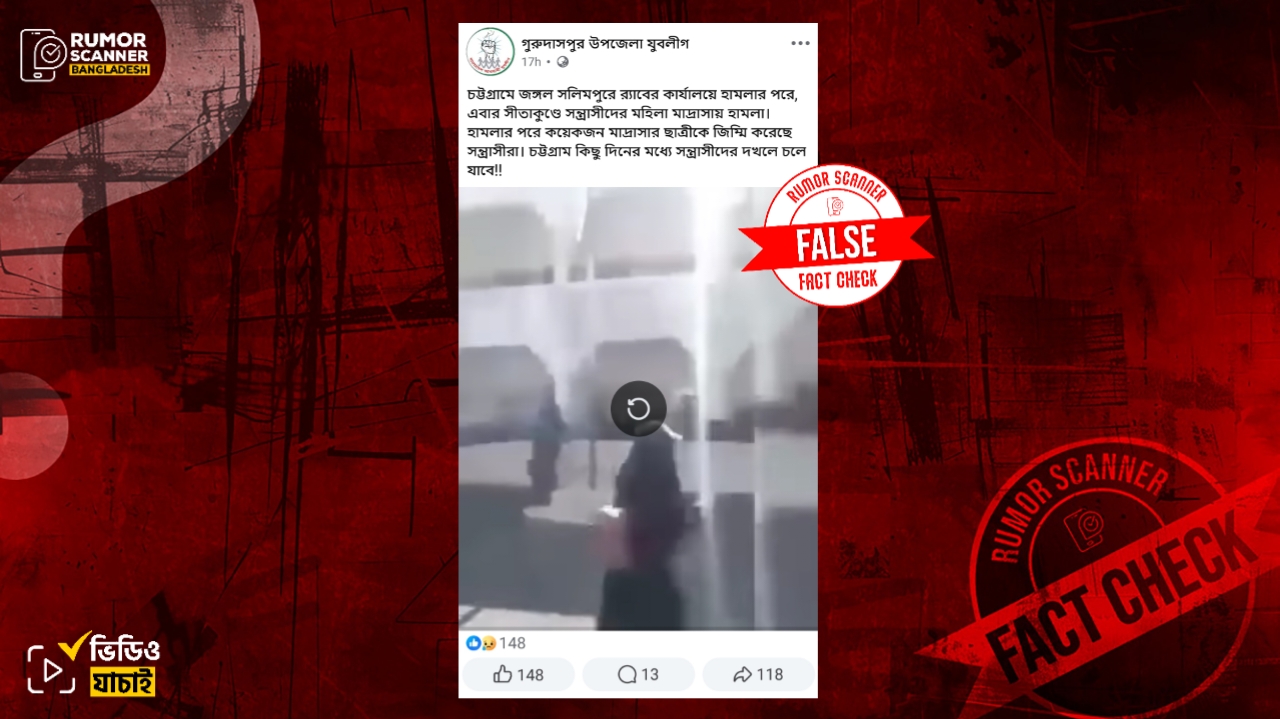 RUMOR
SCANNER
BANGLADESH
গুরুদাসপুর উপজেলা যুবলীগ
17h
চট্টগ্রামে জঙ্গল সলিমপুরে র‍্যাবের কার্যালয়ে হামলার পরে,
এবার সীতাকুণ্ডে সন্ত্রাসীদের মহিলা মাদ্রাসায় হামলা।
হামলার পরে কয়েকজন মাদ্রাসার ছাত্রীকে জিম্মি করেছে
সন্ত্রাসীরা। চট্টগ্রাম কিছু দিনের মধ্যে সন্ত্রাসীদের দখলে চলে
যাবে!!
RUMOR SCANNER
FALSE
FACT CHECK
148
148
13
118
ভিডিও
যাচাই
RUMOR SCANNER
FACT CHECK